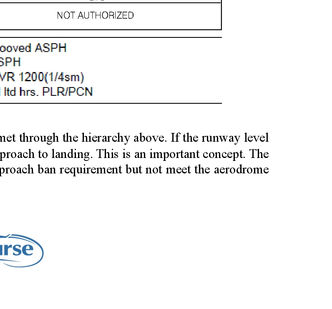 NOT AUTHORIZED
ooved ASPH
SPH
VR 1200(1/4sm)
ltd hrs. PLR/PCN
met through the hierarchy above. If the runway level
proach to landing. This is an important concept. The
proach ban requirement but not meet the aerodrome
urse